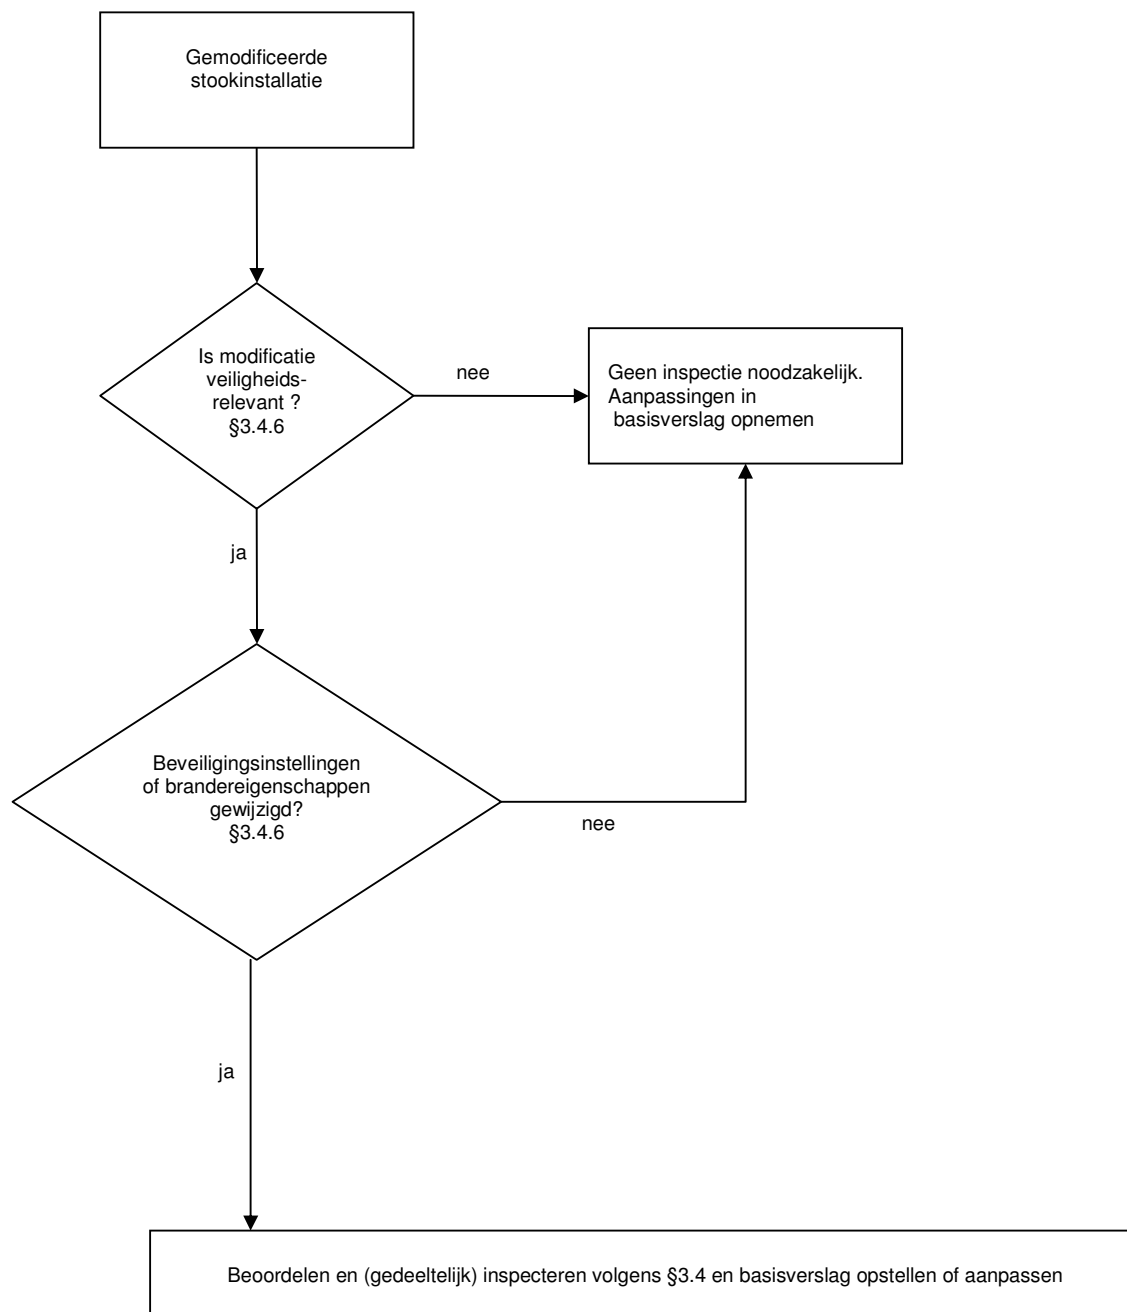 Gemodificeerde
stookinstallatie
Is modificatie
veiligheids-
relevant ?
§3.4.6
nee
Geen inspectie noodzakelijk.
Aanpassingen in
basisverslag opnemen
ja
Beveiligingsinstellingen
of brandereigenschappen
gewijzigd?
§3.4.6
nee
ja
Beoordelen en (gedeeltelijk) inspecteren volgens §3.4 en basisverslag opstellen of aanpassen